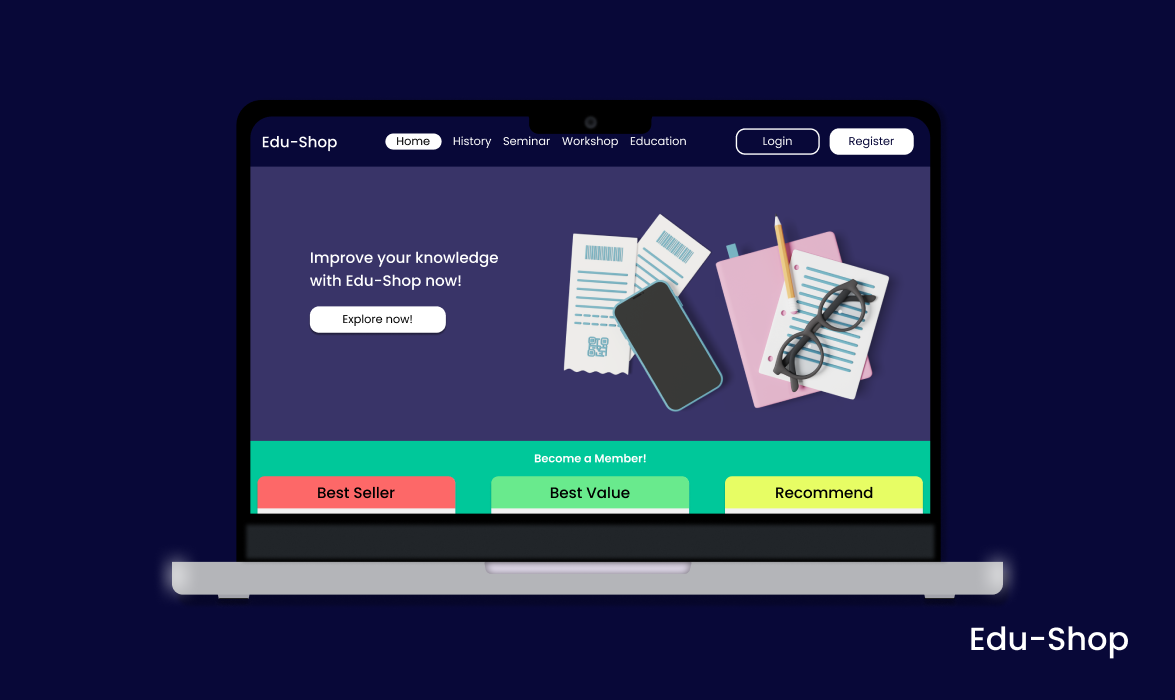 Edu-Shop
Home History Seminar Workshop Education
Login
Register
Improve your knowledge
with Edu-Shop now!
Explore now!
Become a Member!
Best Seller
Best Value
Recommend
Edu-Shop